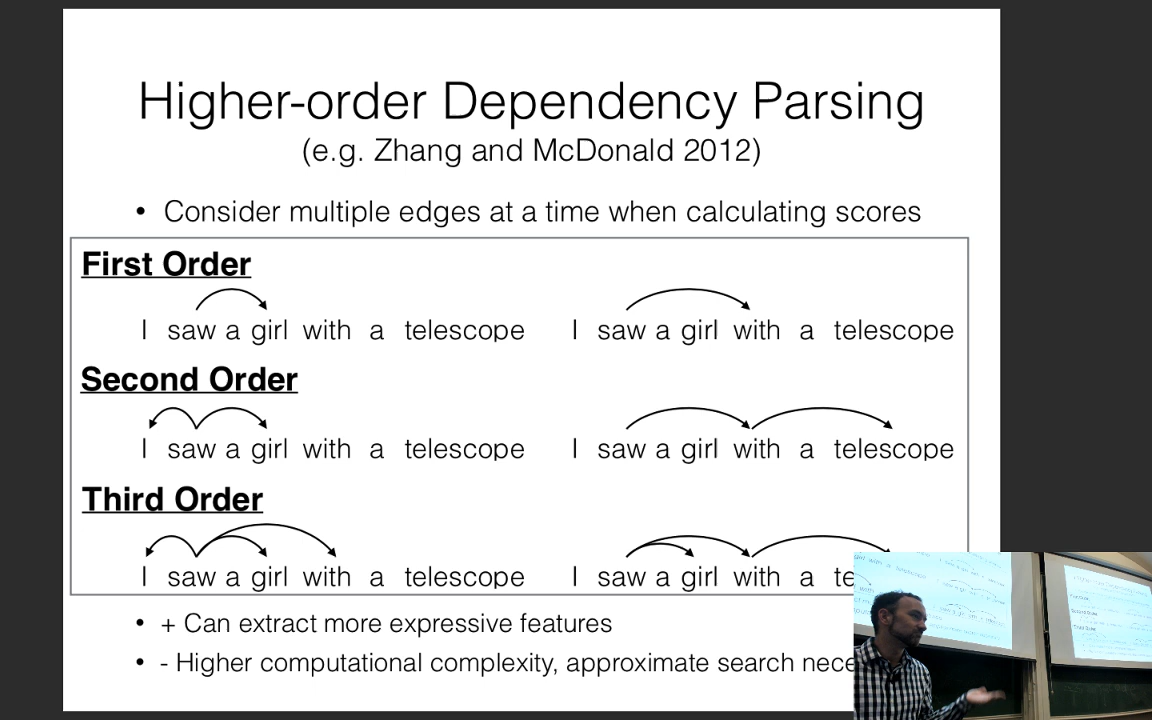 Higher-order Dependency Parsing
(e.g. Zhang and McDonald 2012)
• Consider multiple edges at a time when calculating scores
First Order
I saw a girl with a telescope I saw a girl with a telescope
Second Order
I saw a girl with a telescope I saw a girl with a telescope
Third Order
I saw a girl with a telescope I saw a girl with a te
• + Can extract more expressive features
• - Higher computational complexity, approximate search nece